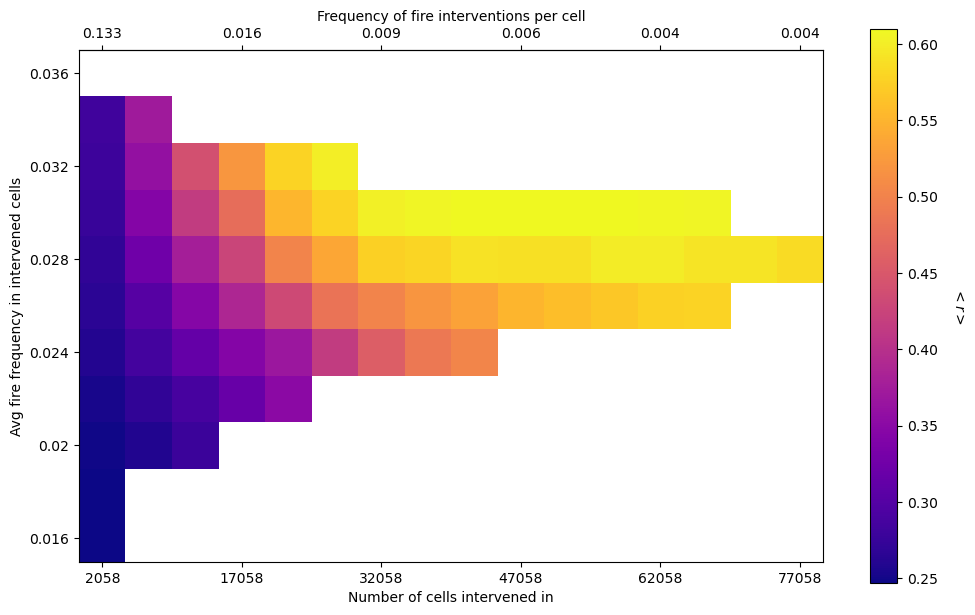 Frequency of fire interventions per cell
0.133 0.016 0.009 0.006 0.004 0.004
0.036
0.032
0.028
0.024
0.02
0.016
Avg fire frequency in intervened cells
2058 17058 32058 47058 62058 77058
Number of cells intervened in
0.60
0.55
0.50
0.45
0.40
0.35
0.30
0.25
< r >